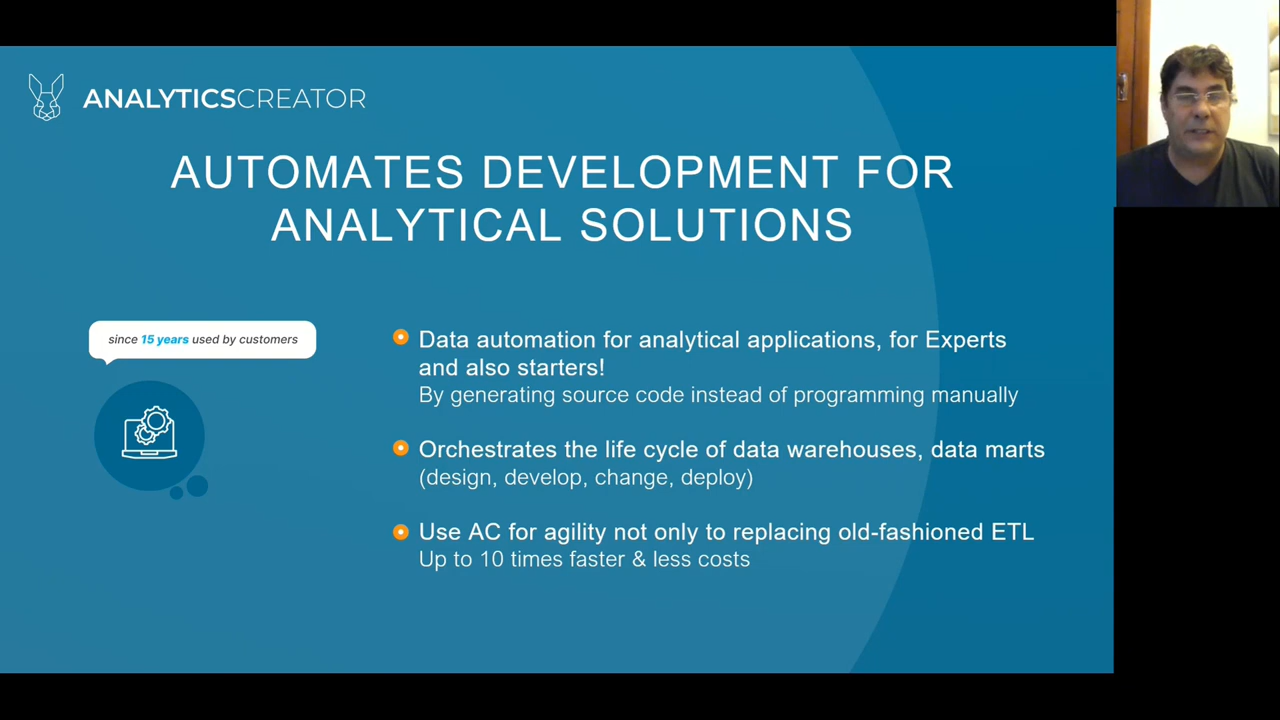 ANALYTICSCREATOR
AUTOMATES DEVELOPMENT FOR
ANALYTICAL SOLUTIONS
since 15 years used by customers
Data automation for analytical applications, for Experts
and also starters!
By generating source code instead of programming manually
Orchestrates the life cycle of data warehouses, data marts
(design, develop, change, deploy)
Use AC for agility not only to replacing old-fashioned ETL
Up to 10 times faster & less costs